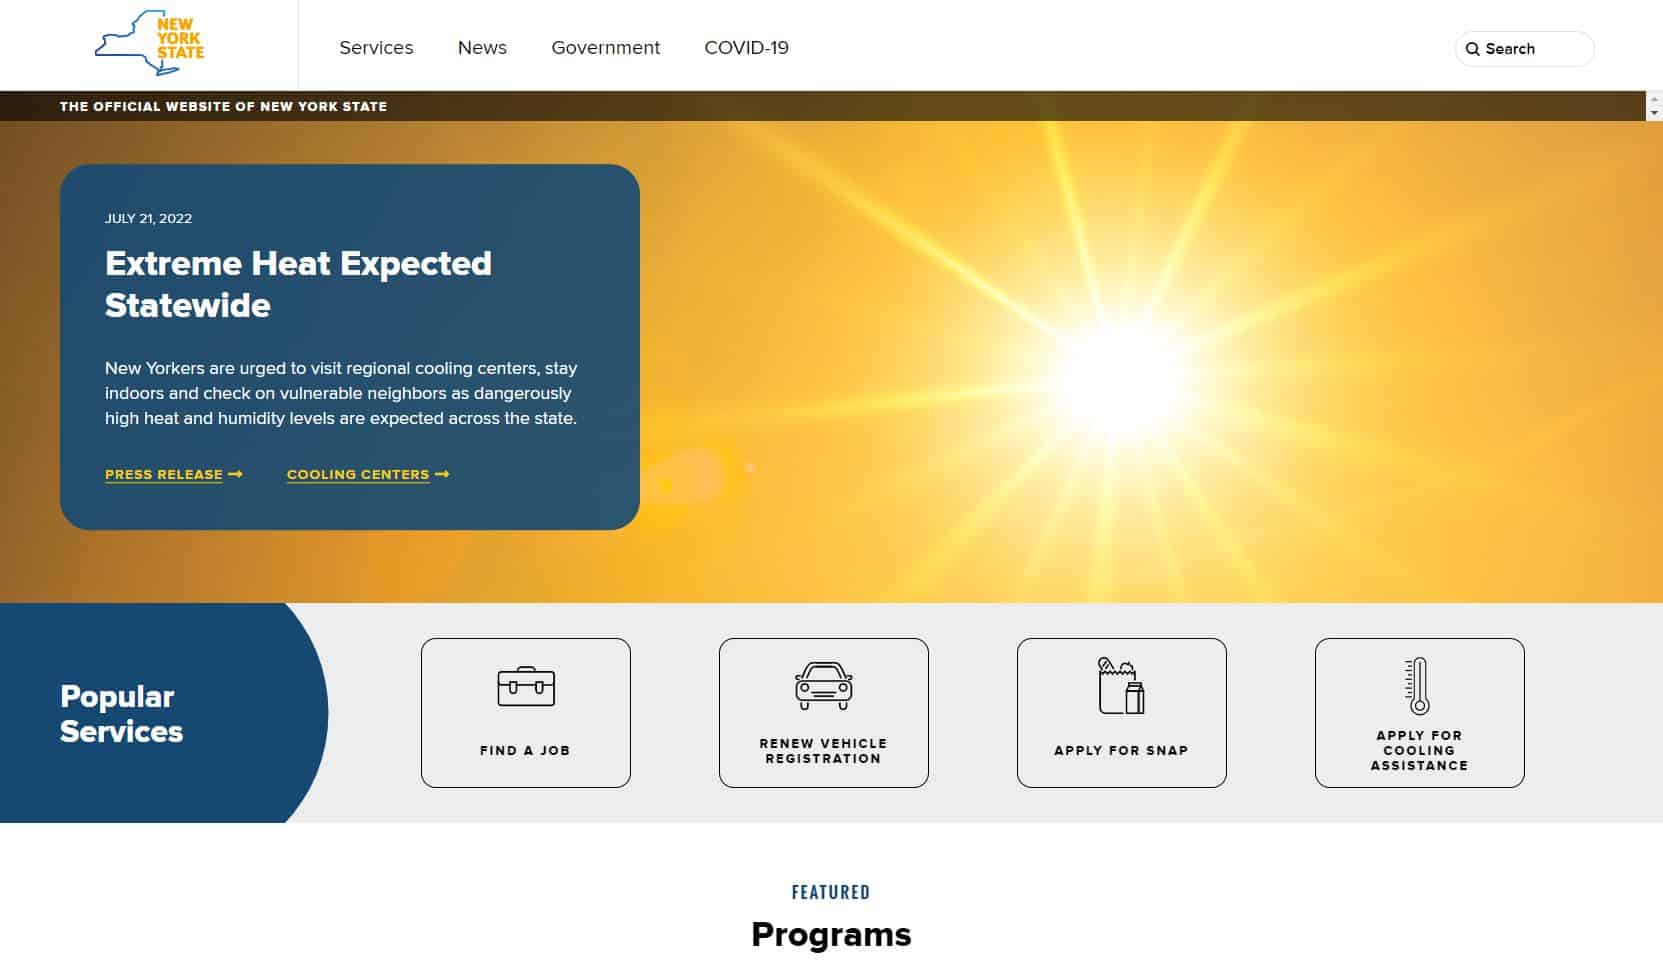 NEW
YORK
STATE
Services
News
Government
COVID-19
Search
THE OFFICIAL WEBSITE OF NEW YORK STATE
JULY 21, 2022
Extreme Heat Expected
Statewide
New Yorkers are urged to visit regional cooling centers, stay
indoors and check on vulnerable neighbors as dangerously
high heat and humidity levels are expected across the state.
PRESS RELEASE
COOLING CENTERS
Popular
Services
FIND A JOB
RENEW VEHICLE
REGISTRATION
APPLY FOR SNAP
APPLY FOR
COOLING
ASSISTANCE
FEATURED
Programs